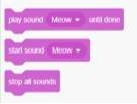 play sound Meow until done
start sound Meow
stop all sounds